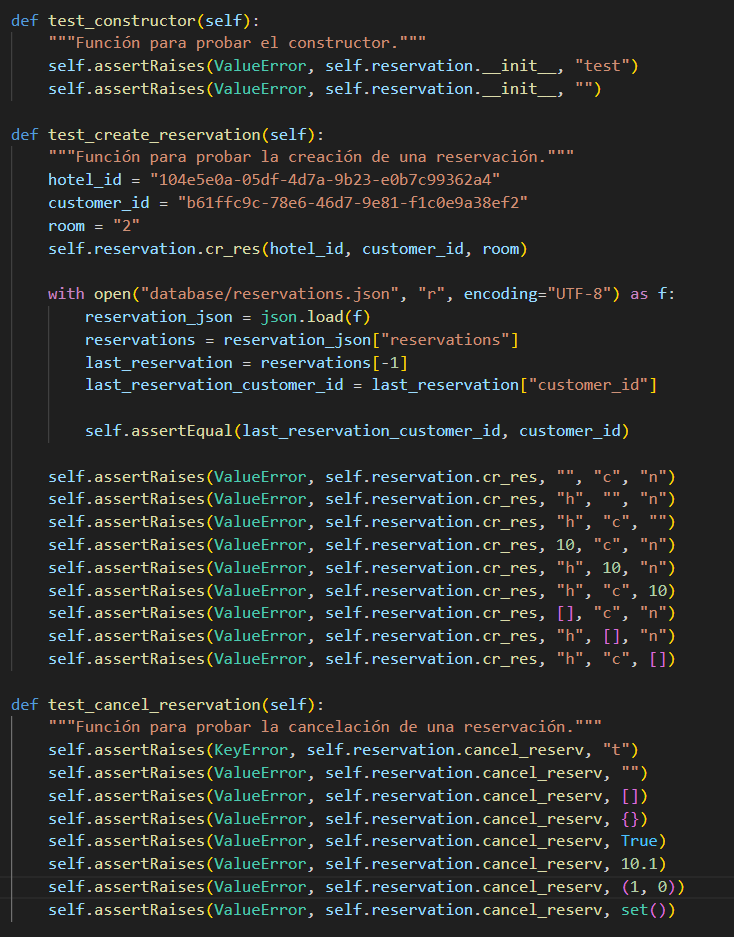 def test_constructor(self):
    """Función para probar el constructor."""
    self.assertRaises(ValueError, self.reservation.__init__, "test")
    self.assertRaises(ValueError, self.reservation.__init__, "")

def test_create_reservation(self):
    """Función para probar la creación de una reservación."""
    hotel_id = "104e5e0a-05df-4d7a-9b23-e0b7c99362a4"
    customer_id = "b61ffc9c-78e6-46d7-9e81-f1c0e9a38ef2"
    room = "2"
    self.reservation.cr_res(hotel_id, customer_id, room)

    with open("database/reservations.json", "r", encoding="UTF-8") as f:
        reservation_json = json.load(f)
        reservations = reservation_json["reservations"]
        last_reservation = reservations[-1]
        last_reservation_customer_id = last_reservation["customer_id"]

        self.assertEqual(last_reservation_customer_id, customer_id)

    self.assertRaises(ValueError, self.reservation.cr_res, "", "c", "n")
    self.assertRaises(ValueError, self.reservation.cr_res, "h", "", "n")
    self.assertRaises(ValueError, self.reservation.cr_res, "h", "c", "")
    self.assertRaises(ValueError, self.reservation.cr_res, 10, "c", "n")
    self.assertRaises(ValueError, self.reservation.cr_res, "h", 10, "n")
    self.assertRaises(ValueError, self.reservation.cr_res, "h", "c", 10)
    self.assertRaises(ValueError, self.reservation.cr_res, [], "c", "n")
    self.assertRaises(ValueError, self.reservation.cr_res, "h", [], "n")
    self.assertRaises(ValueError, self.reservation.cr_res, "h", "c", [])

def test_cancel_reservation(self):
    """Función para probar la cancelación de una reservación."""
    self.assertRaises(KeyError, self.reservation.cancel_reserv, "t")
    self.assertRaises(ValueError, self.reservation.cancel_reserv, "")
    self.assertRaises(ValueError, self.reservation.cancel_reserv, [])
    self.assertRaises(ValueError, self.reservation.cancel_reserv, {})
    self.assertRaises(ValueError, self.reservation.cancel_reserv, True)
    self.assertRaises(ValueError, self.reservation.cancel_reserv, 10.1)
    self.assertRaises(ValueError, self.reservation.cancel_reserv, (1, 0))
    self.assertRaises(ValueError, self.reservation.cancel_reserv, set())